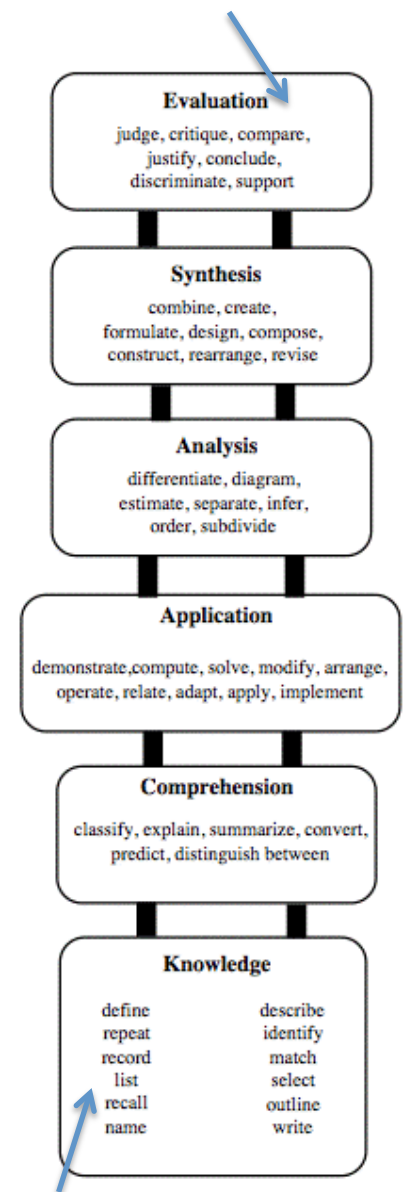 Evaluation
judge, critique, compare,
justify, conclude,
discriminate, support
Synthesis
combine, create,
formulate, design, compose,
construct, rearrange, revise
Analysis
differentiate, diagram,
estimate, separate, infer,
order, subdivide
Application
demonstrate,compute, solve, modify, arrange,
operate, relate, adapt, apply, implement
Comprehension
classify, explain, summarize, convert,
predict, distinguish between
Knowledge
define describe
repeat identify
record match
list select
recall outline
name write